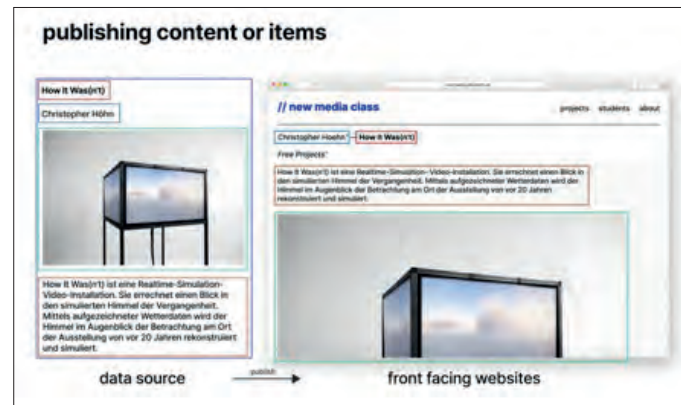 publishing content or items
How It Was(n't)
Christopher Höhn
How It Was(n't) ist eine Realtime-Simulation-
Video-Installation. Sie errechnet einen Blick in
den simulierten Himmel der Vergangenheit.
Mittels aufgezeichneter Wetterdaten wird der
Himmel im Augenblick der Betrachtung am Ort
der Ausstellung von vor 20 Jahren rekonstruiert
und simuliert.
data source
publish
// new media class
projects students about
Christopher Hoehn" – How It Was(n't)
Free Projects"
How It Was(n't) ist eine Realtime-Simulation- Video-Installation. Sie errechnet einen Blick in
den simulierten Himmel der Vergangenheit. Mittels aufgezeichneter Wetterdaten wird der
Himmel im Augenblick der Betrachtung am Ort der Ausstellung von vor 20 Jahren
rekonstruiert und simuliert.
front facing websites